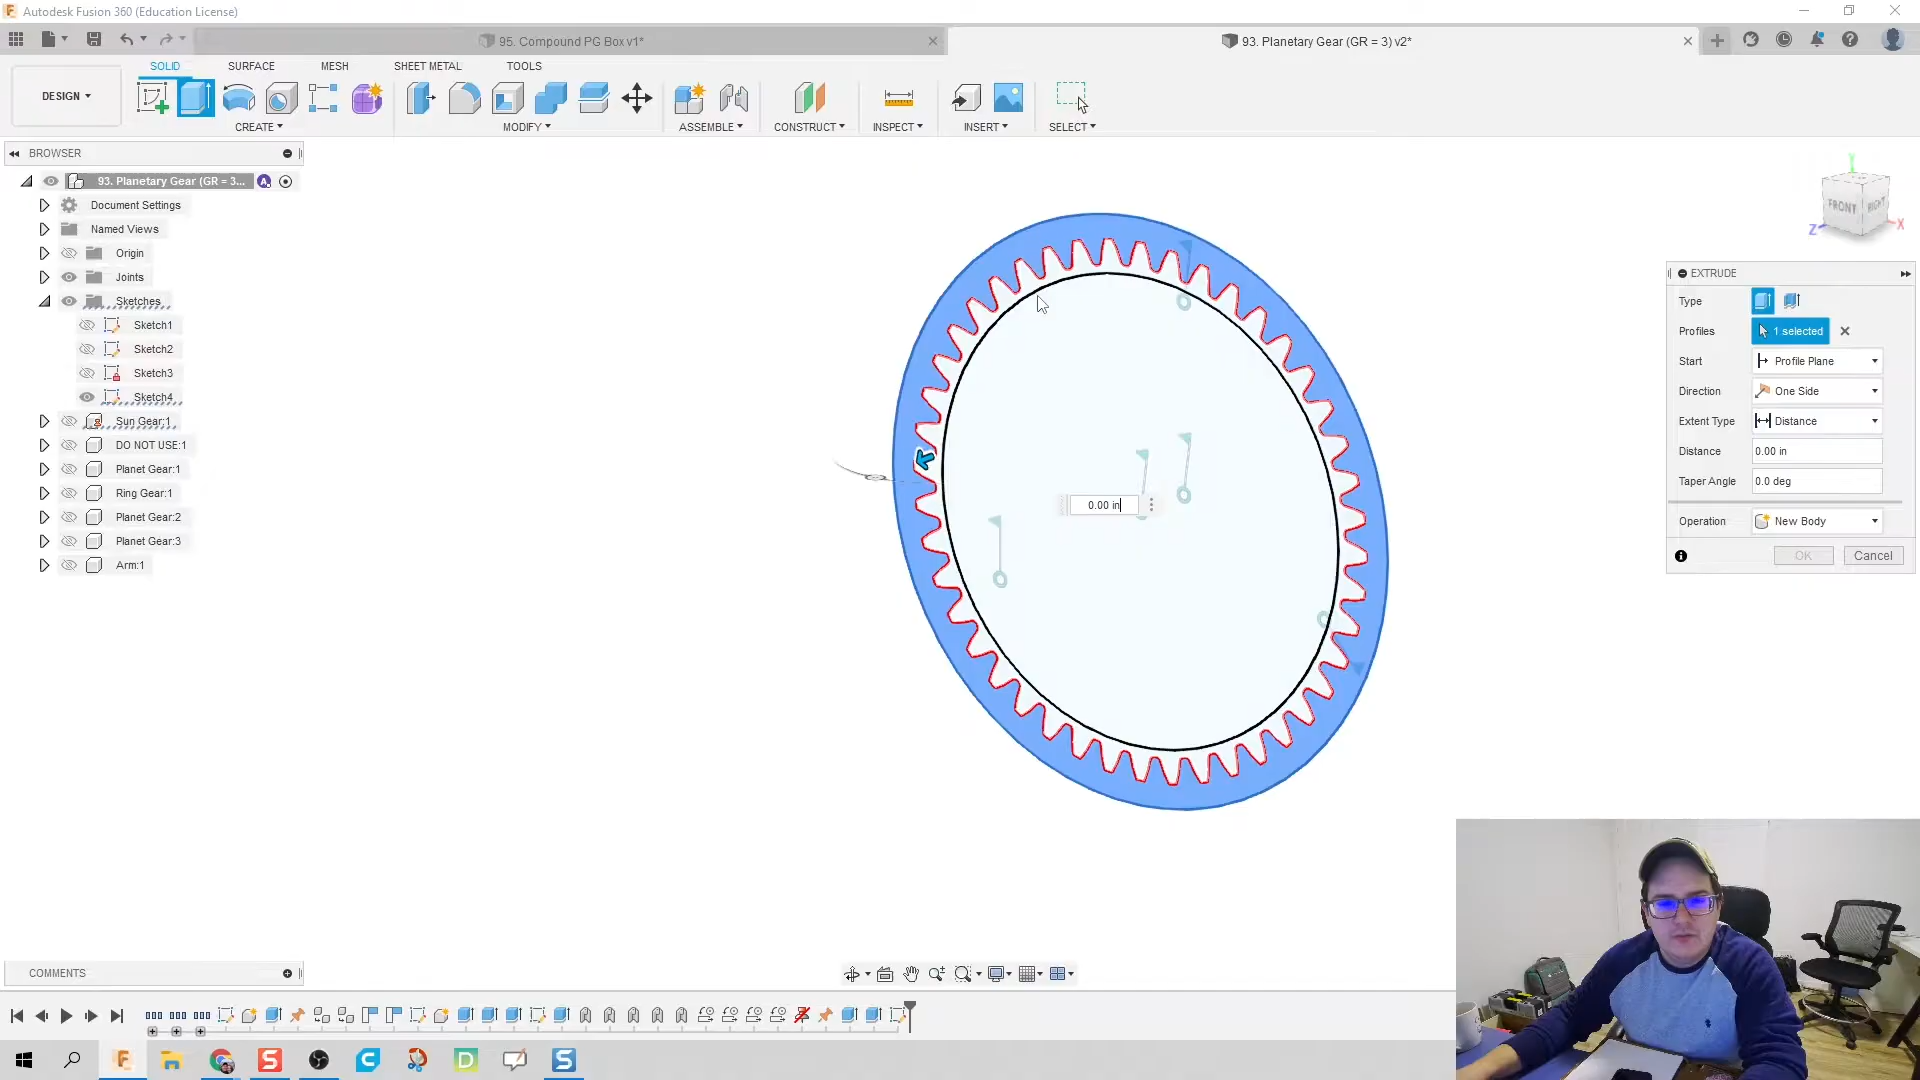 Autodesk Fusion 360 (Education License)
95. Compound PG Box v1*
93. Planetary Gear (GR = 3) v2*
DESIGN
SOLID
SURFACE
MESH
SHEET METAL
TOOLS
CREATE
MODIFY
ASSEMBLE
CONSTRUCT
INSPECT
INSERT
SELECT
BROWSER
93. Planetary Gear (GR = 3...
Document Settings
Named Views
Origin
Joints
Sketches
Sketch1
Sketch2
Sketch3
Sketch4
Sun Gear:1
DO NOT USE:1
Planet Gear:1
Ring Gear:1
Planet Gear:2
Planet Gear:3
Arm:1
0.00 in
FRONT
RIGHT
Y
Z
X
EXTRUDE
Type
Profiles
1 selected
Start
Profile Plane
Direction
One Side
Extent Type
Distance
Distance
0.00 in
Taper Angle
0.0 deg
Operation
New Body
OK
Cancel
COMMENTS